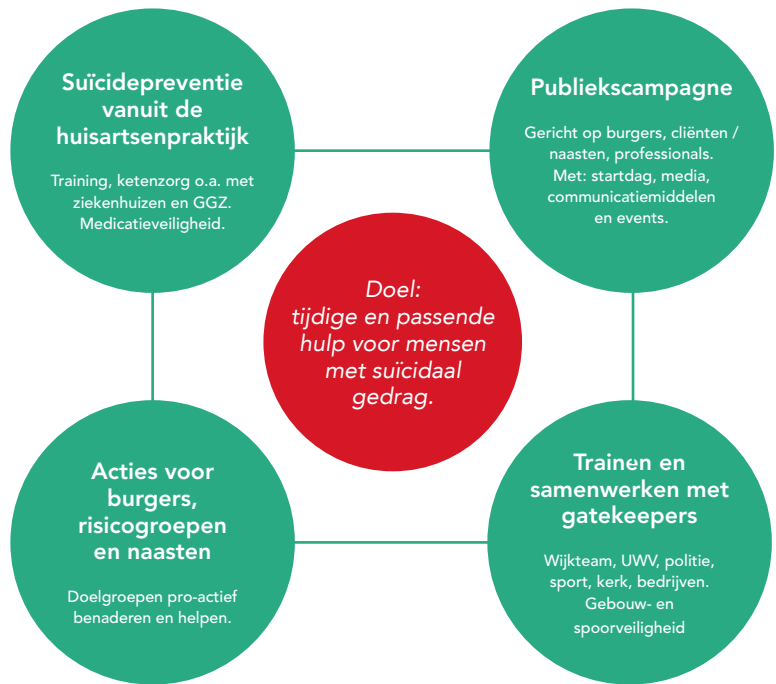 Suïcidepreventie
vanuit de
huisartsenpraktijk
Training, ketenzorg o.a. met
ziekenhuizen en GGZ.
Medicatieveiligheid.
Publiekscampagne
Gericht op burgers, cliënten /
naasten, professionals.
Met: startdag, media,
communicatiemiddelen
en events.
Doel:
tijdige en passende
hulp voor mensen
met suïcidaal
gedrag.
Acties voor
burgers,
risicogroepen
en naasten
Doelgroepen pro-actief
benaderen en helpen.
Trainen en
samenwerken met
gatekeepers
Wijkteam, UWV, politie,
sport, kerk, bedrijven.
Gebouw- en
spoorveiligheid